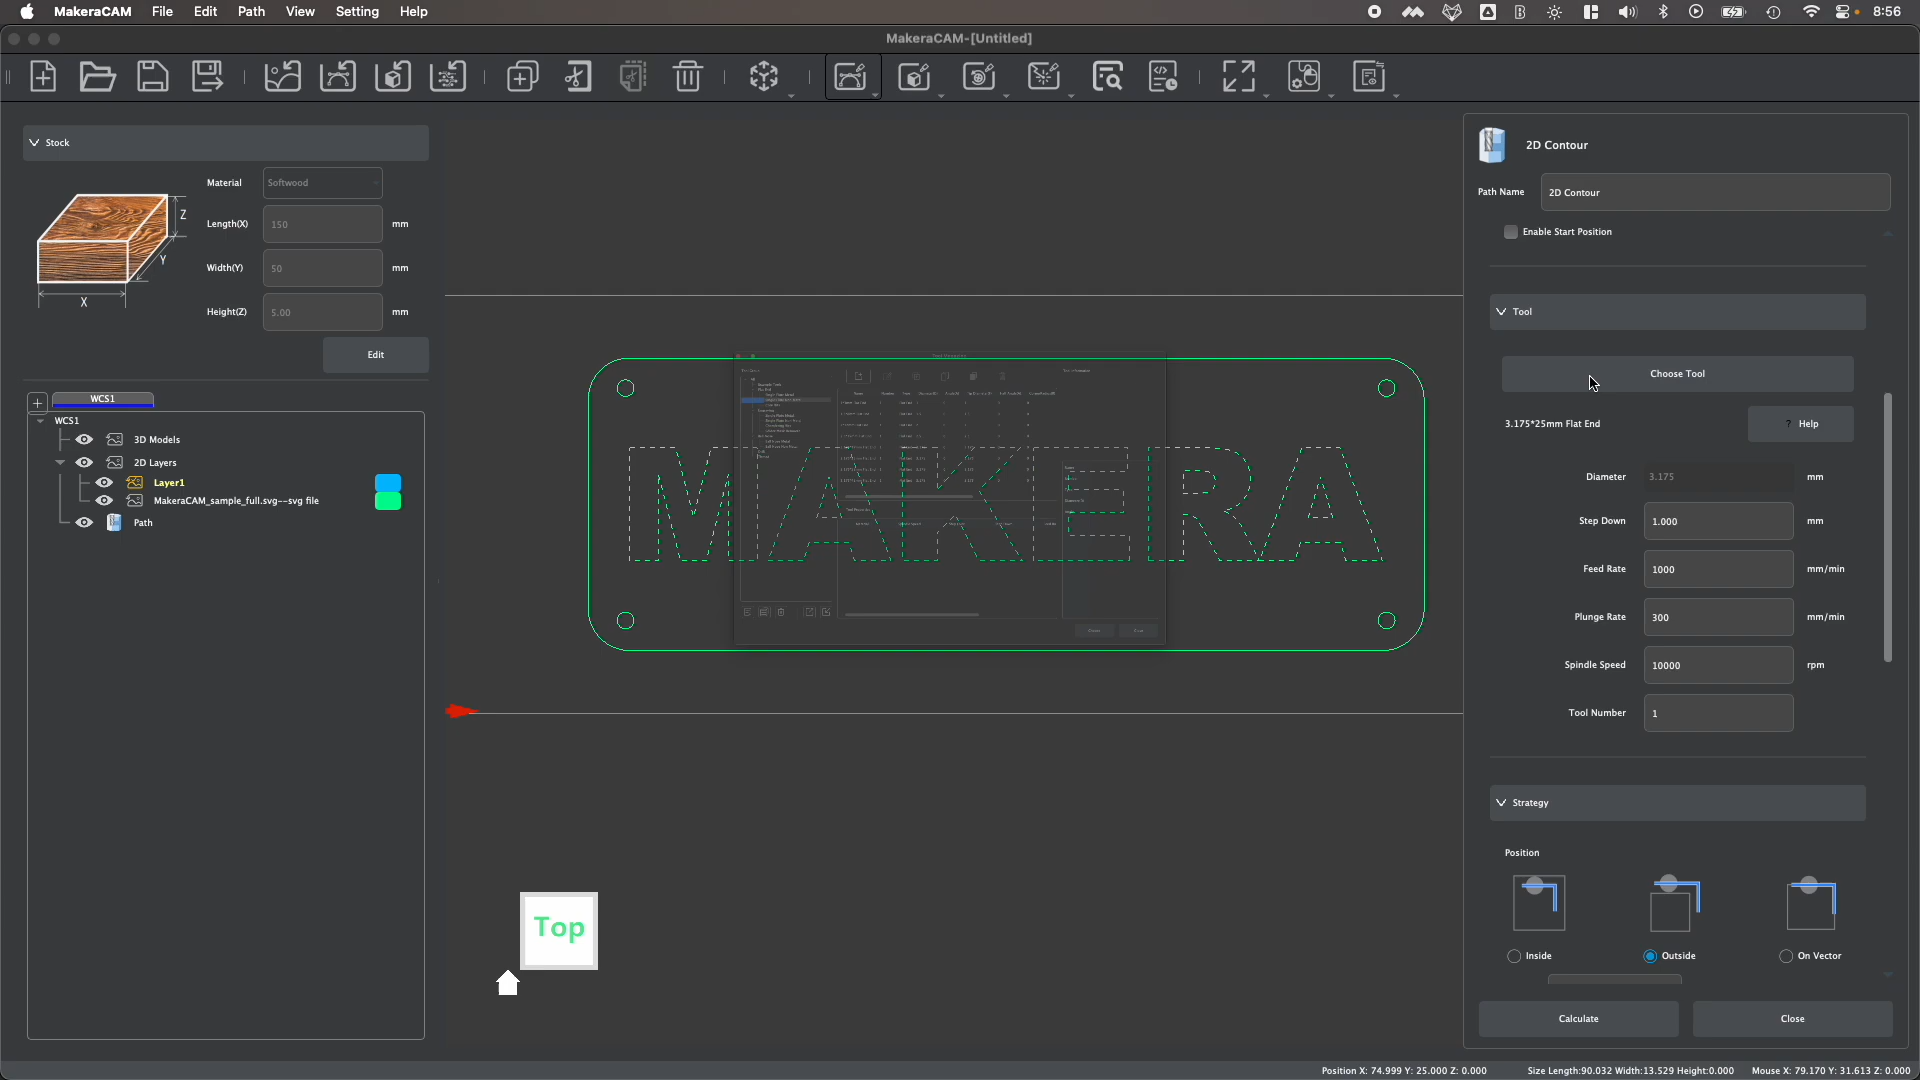 MakeraCAM File Edit Path View Setting Help 8:56
MakeraCAM-[Untitled]
Stock
Material Softwood
Length(X) 150 mm
Width(Y) 50 mm
Height(Z) 5.00 mm
Z
Y
X
Edit
WCS1
WCS1
3D Models
2D Layers
Layer1
MakeraCAM_sample_full.svg--svg file
Path
MAKERA
Top
2D Contour
Path Name 2D Contour
Enable Start Position
Tool
Choose Tool
3.175*25mm Flat End ? Help
Diameter 3.175 mm
Step Down 1.000 mm
Feed Rate 1000 mm/min
Plunge Rate 300 mm/min
Spindle Speed 10000 rpm
Tool Number 1
Strategy
Position
Inside Outside On Vector
Calculate Close
Position X: 74.999 Y: 25.000 Z: 0.000 Size Length:90.032 Width:13.529 Height:0.000 Mouse X: 79.170 Y: 31.613 Z: 0.000